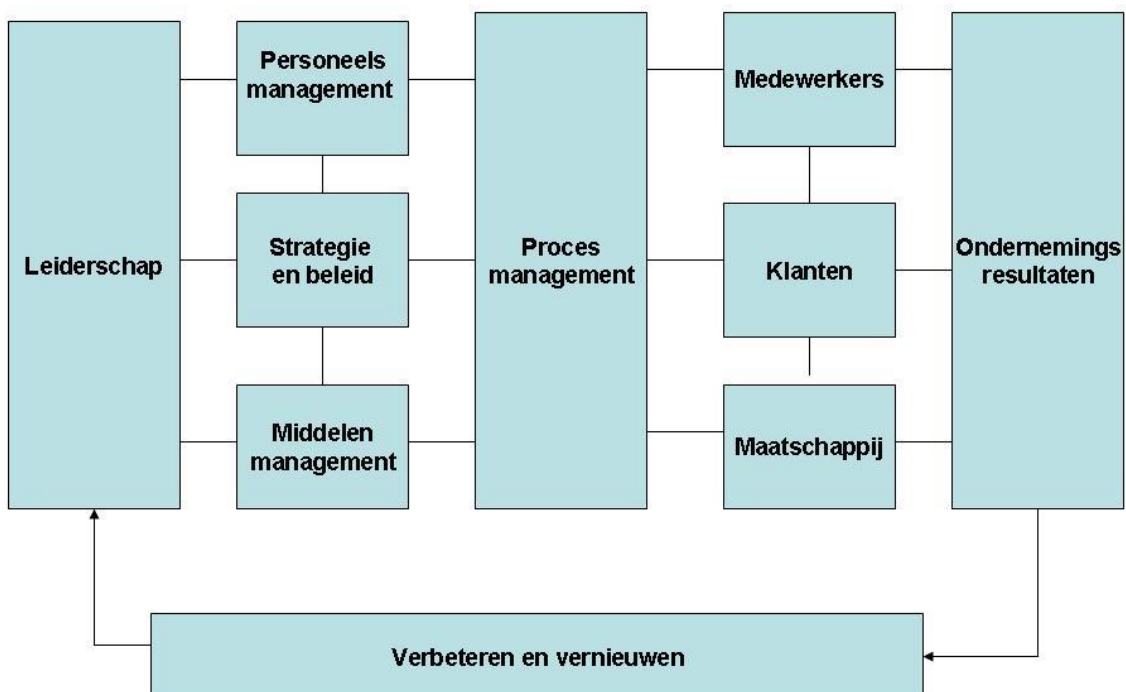 Leiderschap
Personeels
management
Strategie
en beleid
Middelen
management
Proces
management
Medewerkers
Klanten
Maatschappij
Ondernemings
resultaten
Verbeteren en vernieuwen